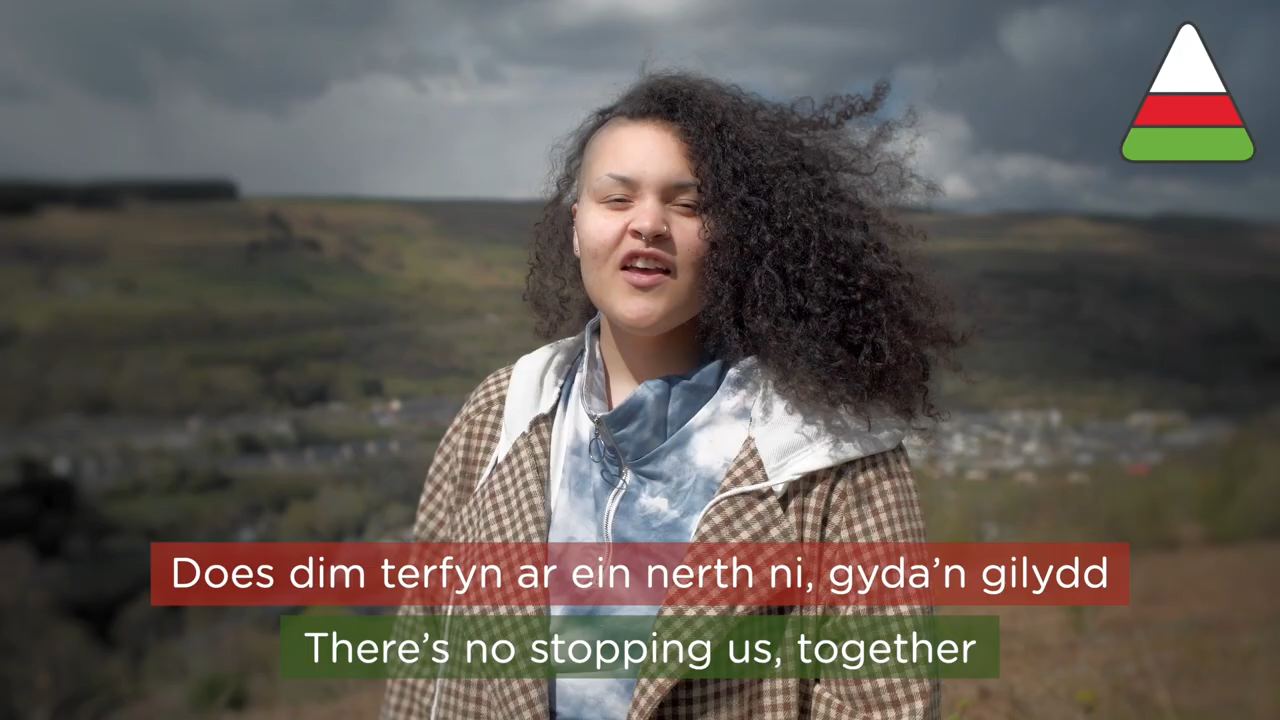 Does dim terfyn ar ein nerth ni, gyda’n gilydd
There’s no stopping us, together